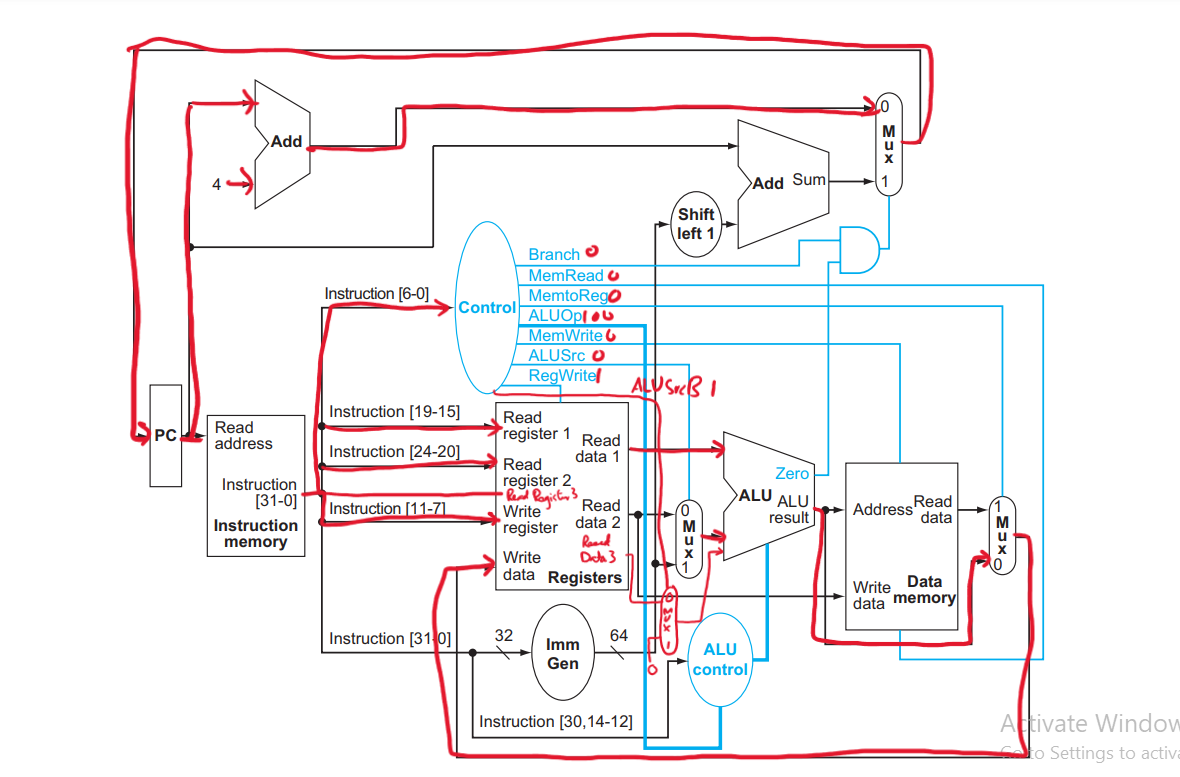 0
M
u
x
1
Add
4
Add Sum
Shift
left 1
Branch 0
MemRead 0
MemtoReg 0
ALUOp
MemWrite 0
ALUSrc 0
RegWrite 1
Control
Instruction [6-0]
ALUSrcB 1
PC
Read
address
Instruction
[31-0]
Instruction
memory
Instruction [19-15]
Instruction [24-20]
Instruction [11-7]
Read
register 1
Read
data 1
Read
register 2
Read Register 3
Write
register
Read
data 2
Read
Data 3
Write
data
Registers
0
M
u
x
1
Zero
ALU
ALU
result
Address
Read
data
Write
data
Data
memory
1
M
u
x
0
0
M
u
x
1
0
Instruction [31-0]
32
Imm
Gen
64
ALU
control
Instruction [30,14-12]
Activate Window
Go to Settings to activa